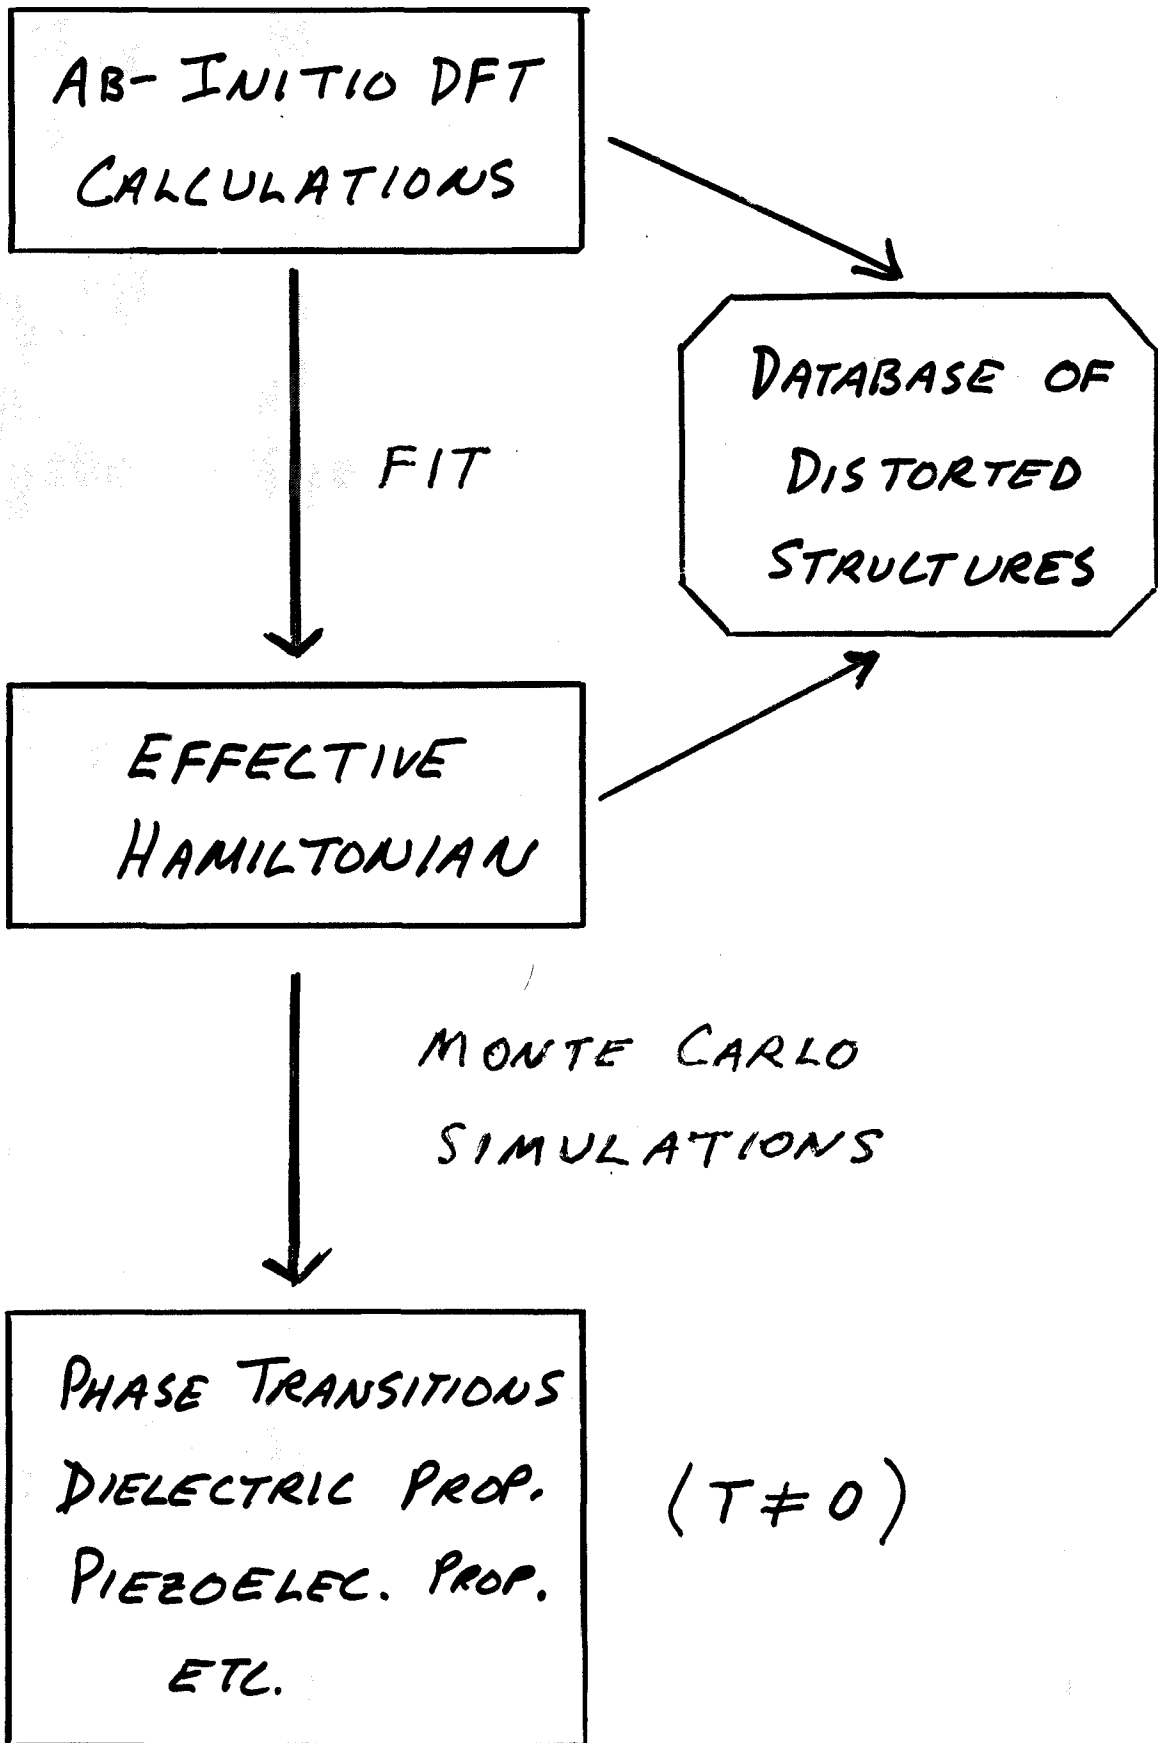 AB-INITIO DFT
CALCULATIONS
DATABASE OF
DISTORTED
STRUCTURES
FIT
EFFECTIVE
HAMILTONIAN
MONTE CARLO
SIMULATIONS
PHASE TRANSITIONS
DIELECTRIC PROP.
PIEZOELEC. PROP.
ETC.
(T≠0)